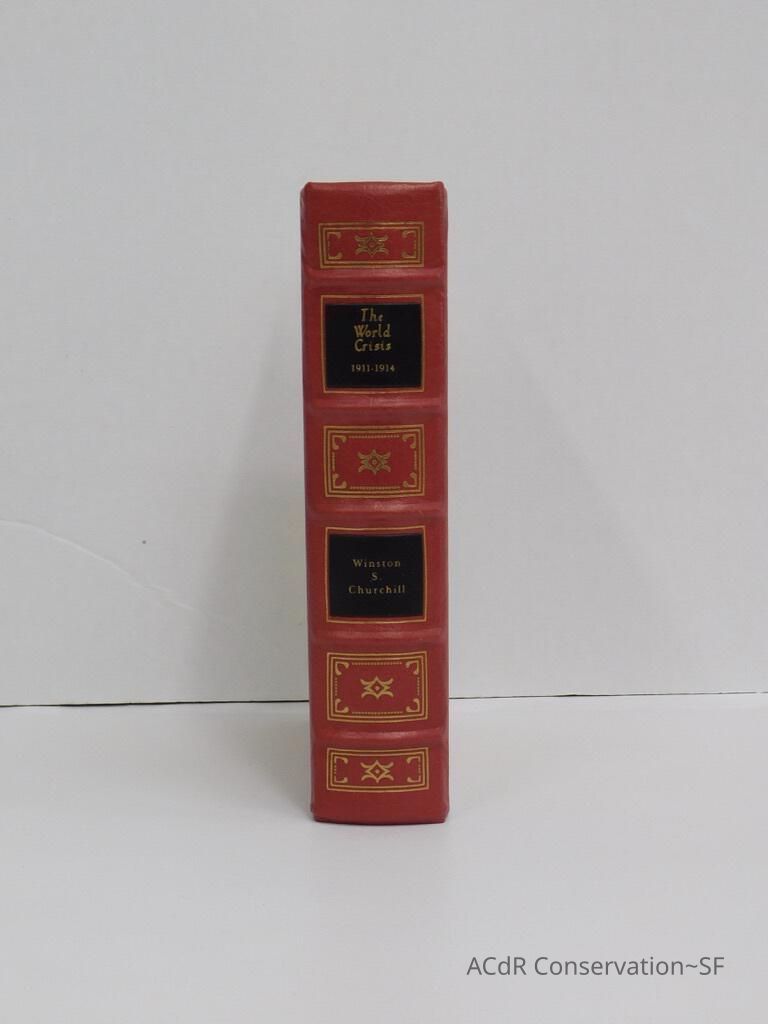 The
World
Crisis
1911-1914
Winston
S.
Churchill
ACdR Conservation~SF